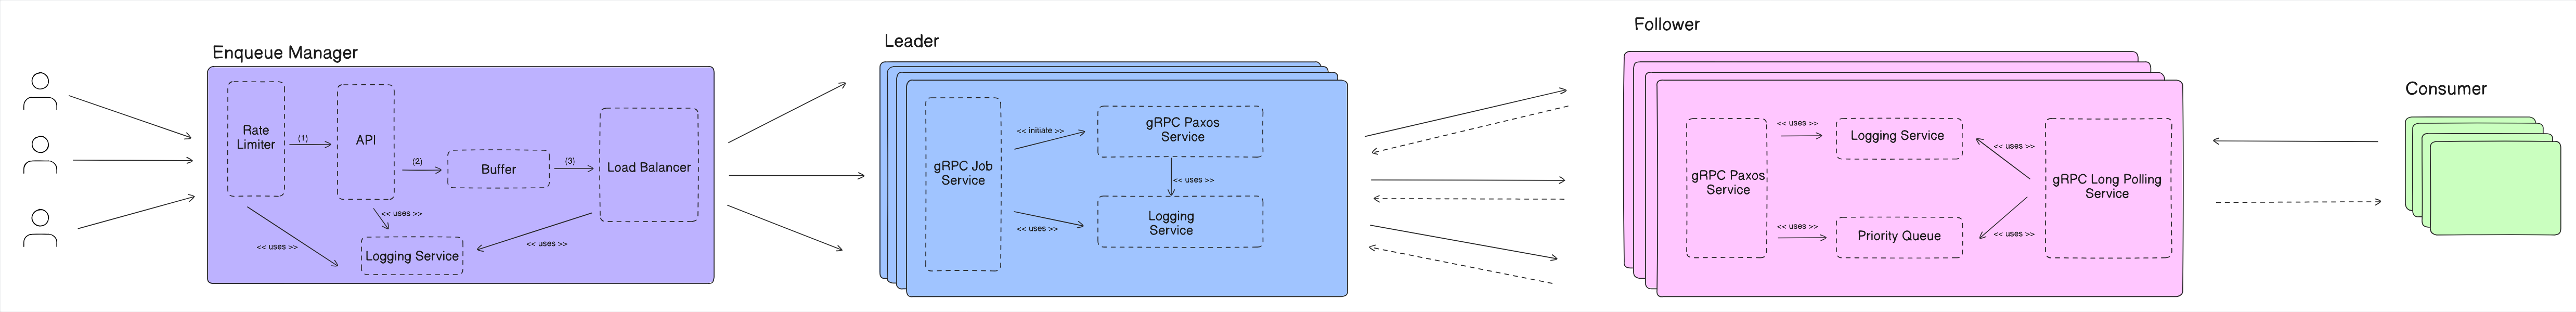 Enqueue Manager
Rate
Limiter
(1)
API
(2)
Buffer
(3)
Load Balancer
<< uses >>
<< uses >>
<< uses >>
Logging Service
Leader
gRPC Job
Service
<< initiate >>
gRPC Paxos
Service
<< uses >>
<< uses >>
Logging
Service
Follower
gRPC Paxos
Service
<< uses >>
Logging Service
<< uses >>
Priority Queue
<< uses >>
<< uses >>
gRPC Long Polling
Service
Consumer